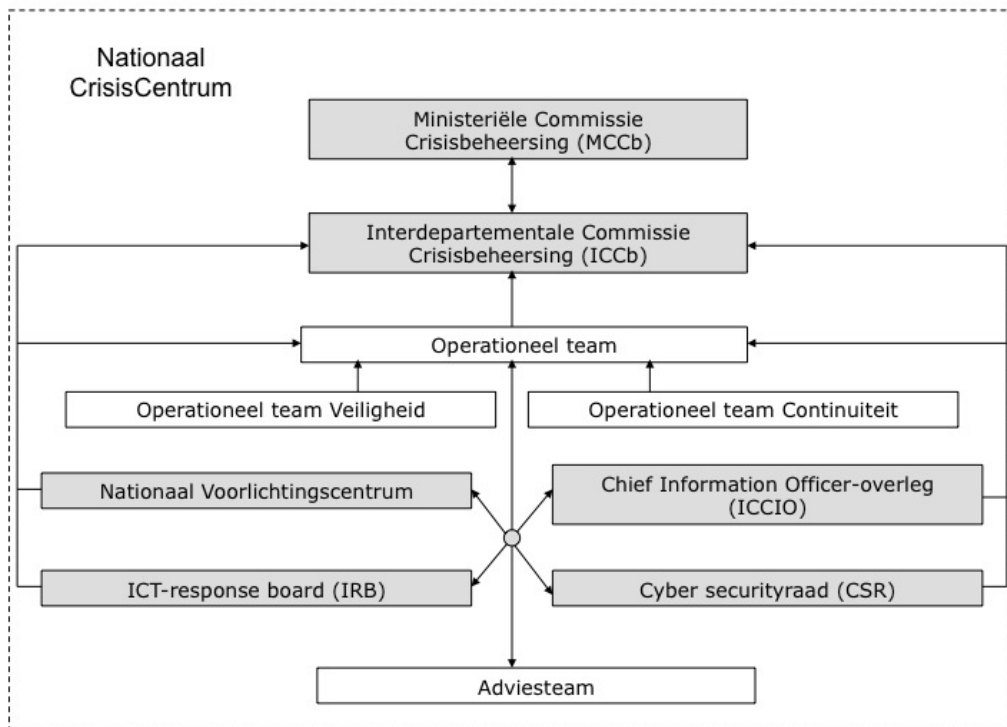 Nationaal
CrisisCentrum
Ministeriële Commissie
Crisisbeheersing (MCCb)
Interdepartementale Commissie
Crisisbeheersing (ICCb)
Operationeel team
Operationeel team Veiligheid
Operationeel team Continuiteit
Nationaal Voorlichtingscentrum
Chief Information Officer-overleg
(ICCIO)
ICT-response board (IRB)
Cyber securityraad (CSR)
Adviesteam